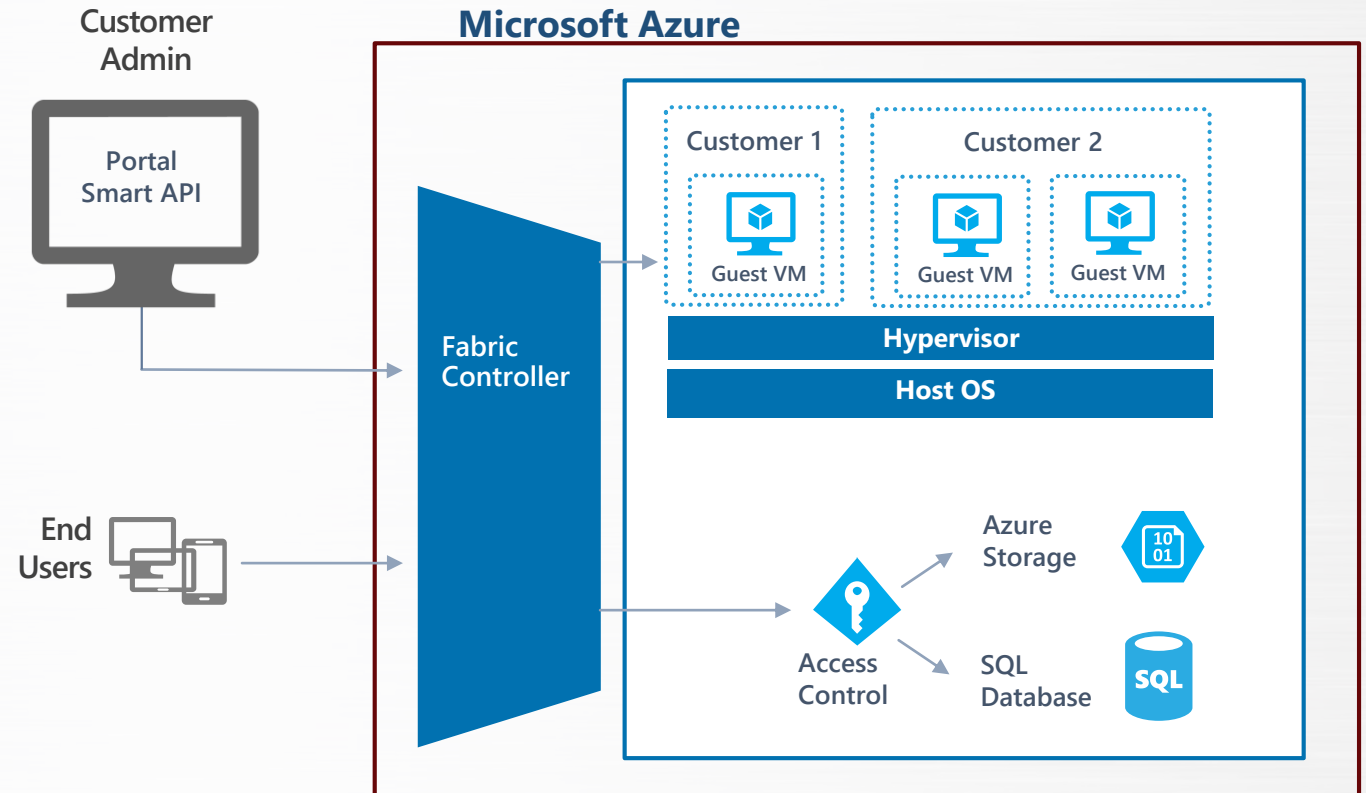 Customer
Admin
Microsoft Azure
Portal
Smart API
Customer 1
Customer 2
Guest VM
Guest VM
Guest VM
Hypervisor
Host OS
Fabric
Controller
End
Users
Azure
Storage
10
01
Access
Control
SQL
Database
SQL